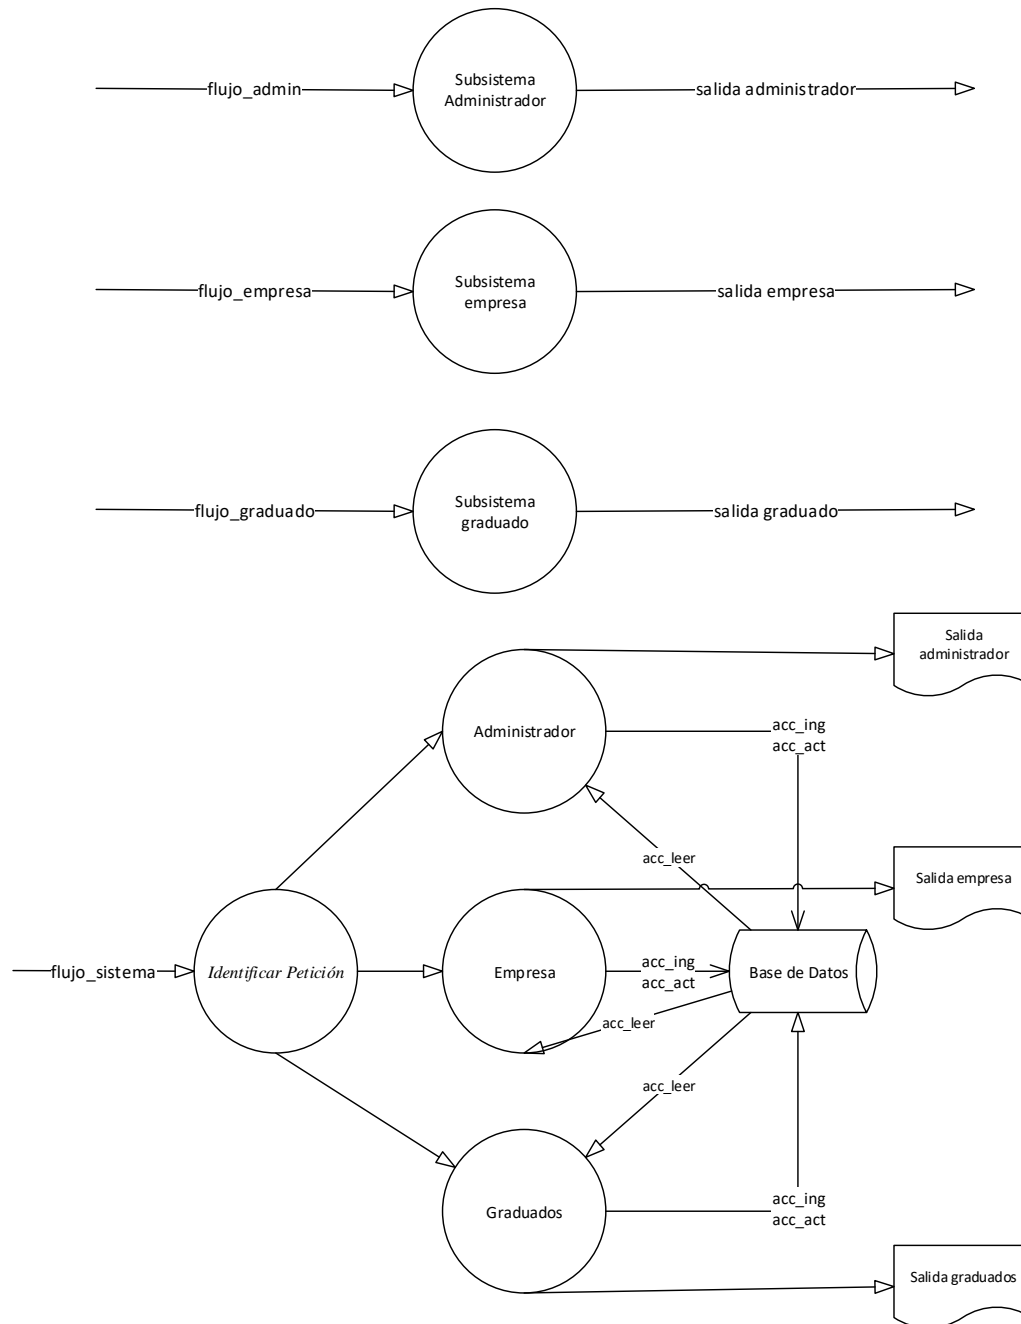 flujo_admin
Subsistema
Administrador
salida administrador
flujo_empresa
Subsistema
empresa
salida empresa
flujo_graduado
Subsistema
graduado
salida graduado
Salida
administrador
Administrador
acc_ing
acc_act
acc_leer
Salida empresa
flujo_sistema
Identificar Petición
Empresa
acc_ing
acc_act
Base de Datos
acc_leer
acc_leer
Graduados
acc_ing
acc_act
Salida graduados